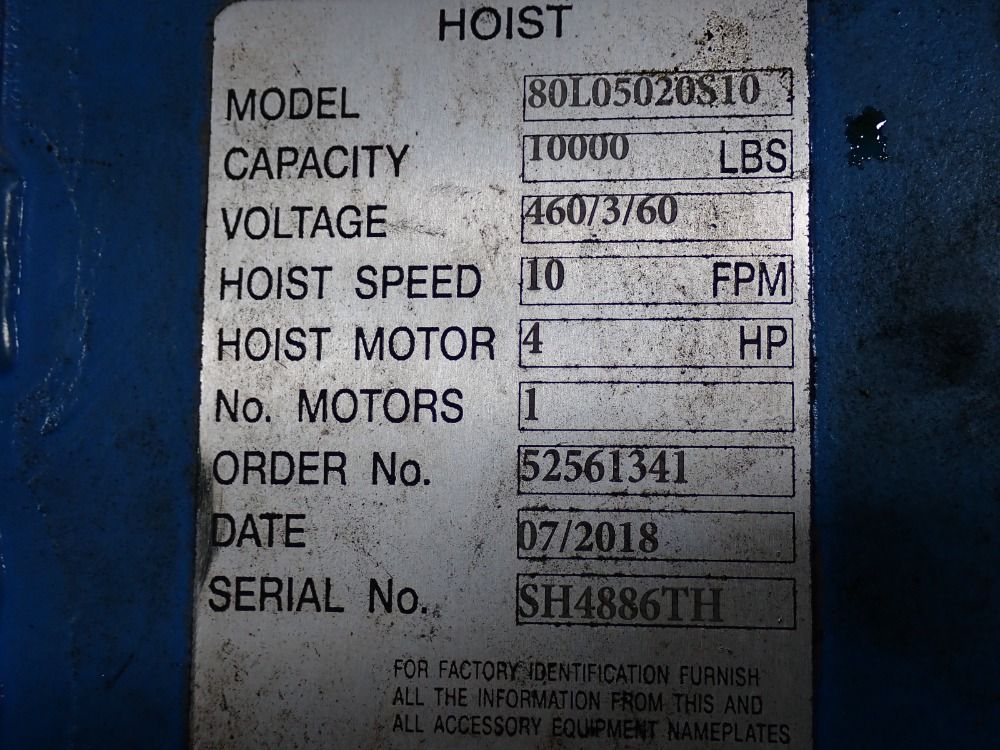 HOIST
MODEL 80L05020S10
CAPACITY 10000 LBS
VOLTAGE 460/3/60
HOIST SPEED 10 FPM
HOIST MOTOR 4 HP
No. MOTORS 1
ORDER No. 52561341
DATE 07/2018
SERIAL No. SH4886TH
FOR FACTORY IDENTIFICATION FURNISH
ALL THE INFORMATION FROM THIS AND
ALL ACCESSORY EQUIPMENT NAMEPLATES